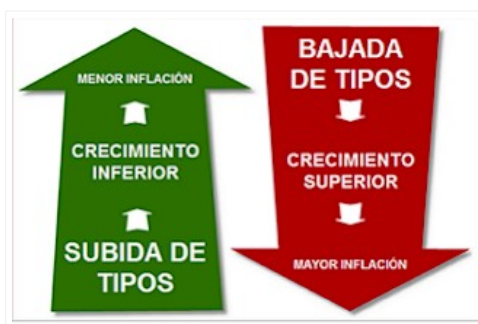 MENOR INFLACIÓN
CRECIMIENTO
INFERIOR
SUBIDA DE
TIPOS
BAJADA
DE TIPOS
CRECIMIENTO
SUPERIOR
MAYOR INFLACIÓN